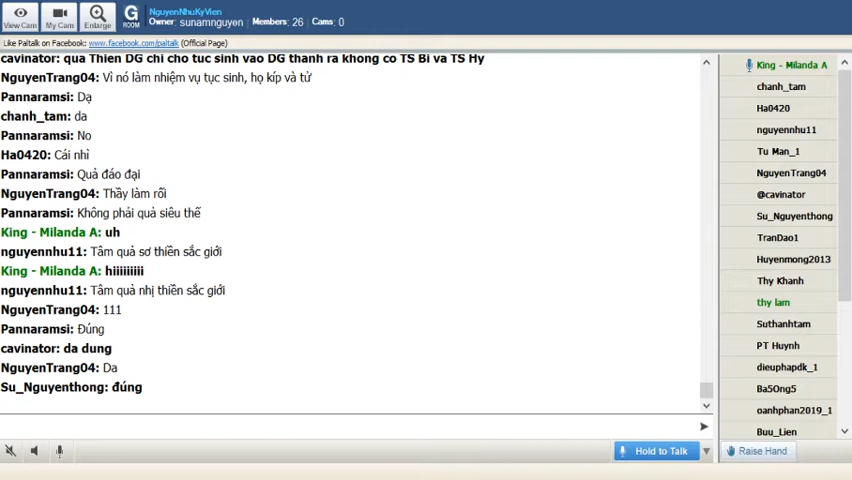 View Cam
My Cam
Enlarge
G
ROOM
NguyenNhuKyVien
Owner: sunamnguyen Members: 26 Cams: 0
Like Paltalk on Facebook: www.facebook.com/paltalk (Official Page)
cavinator: qua Thien DG chi cho tuc sinh vao DG thanh ra khong co TS Bi va TS Hy
NguyenTrang04: Vì nó làm nhiệm vụ tục sinh, họ kíp và tử
Pannaramsi: Dạ
chanh_tam: da
Pannaramsi: No
Ha0420: Cái nhì
Pannaramsi: Quả đáo đại
NguyenTrang04: Thầy làm rồi
Pannaramsi: Không phải quả siêu thế
King - Milanda A: uh
nguyennhu11: Tâm quả sơ thiền sắc giới
King - Milanda A: hiiiiiiiii
nguyennhu11: Tâm quả nhị thiền sắc giới
NguyenTrang04: 111
Pannaramsi: Đúng
cavinator: da dung
NguyenTrang04: Da
Su_Nguyenthong: đúng
King - Milanda A
chanh_tam
Ha0420
nguyennhu11
Tu Man_1
NguyenTrang04
@cavinator
Su_Nguyenthong
TranDao1
Huyenmong2013
Thy Khanh
thy lam
Suthanhtam
PT Huynh
dieuphapdk_1
Ba5Ong5
oanhphan2019_1
Buu_Lien
Hold to Talk
Raise Hand